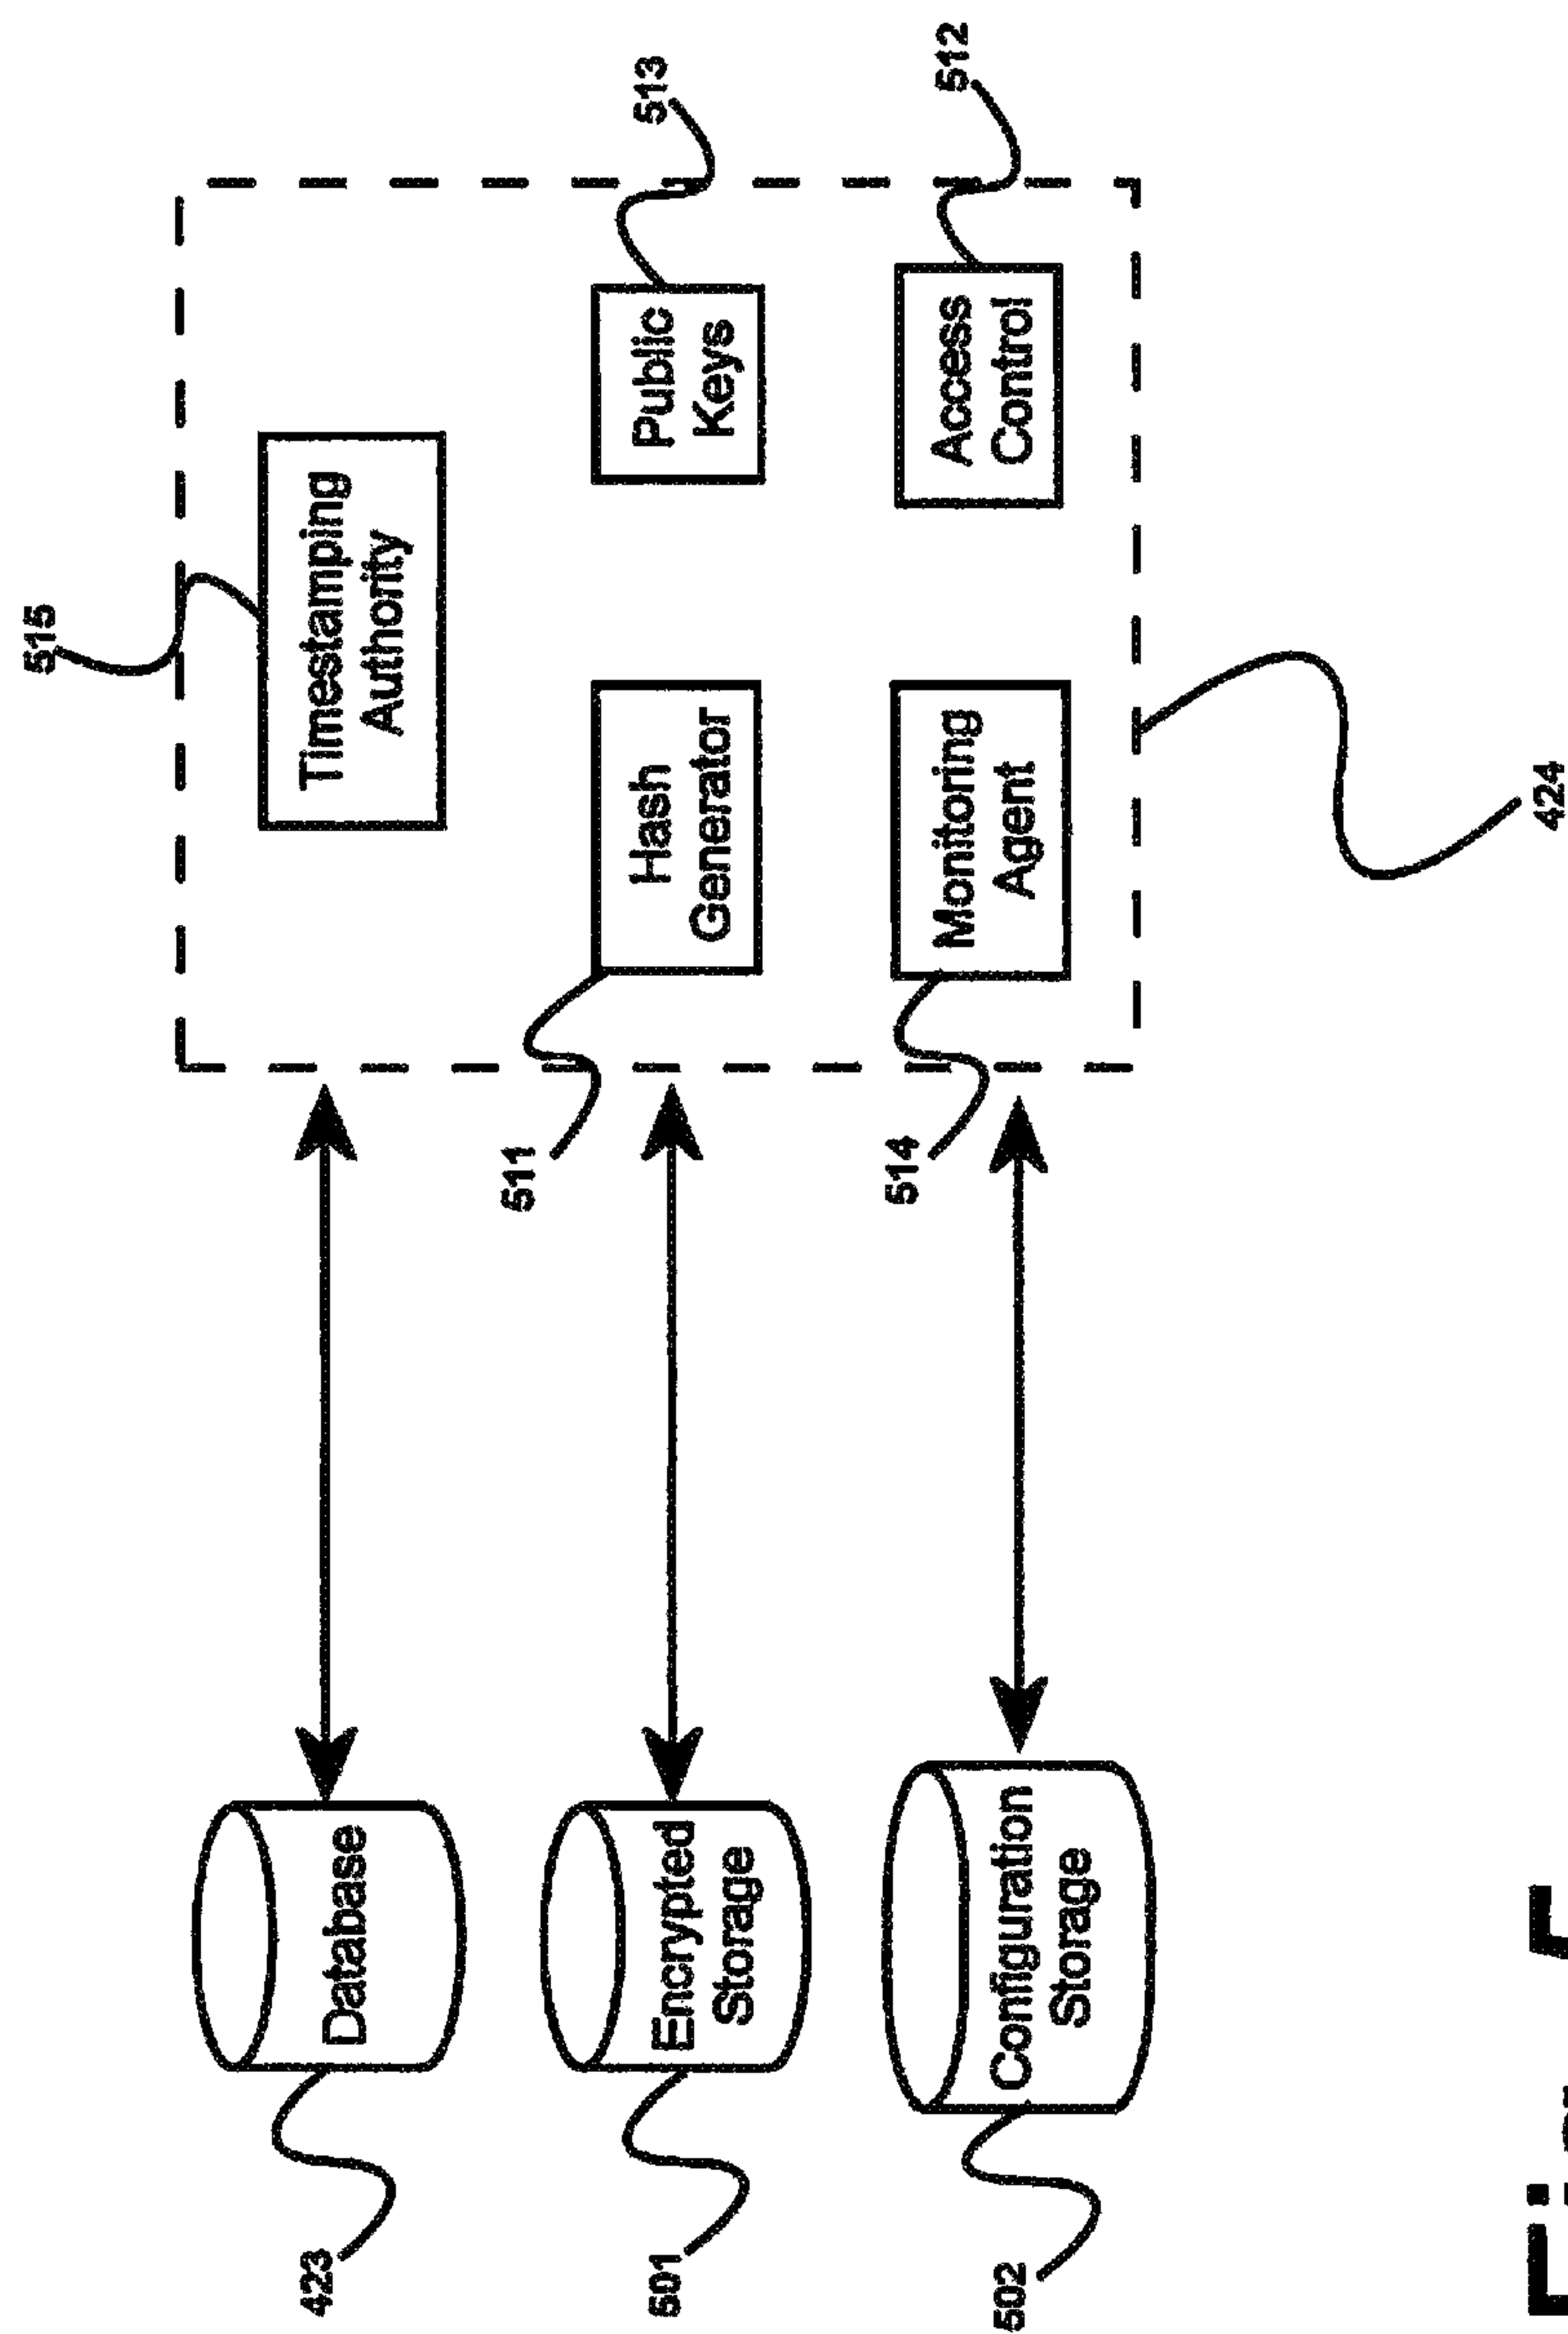 515
Timestamping
Authority
Database
423
511
513
Hash
Generator
Public
Keys
Encrypted
Storage
501
514
512
Monitoring
Agent
Access
Control
Configuration
Storage
502
424